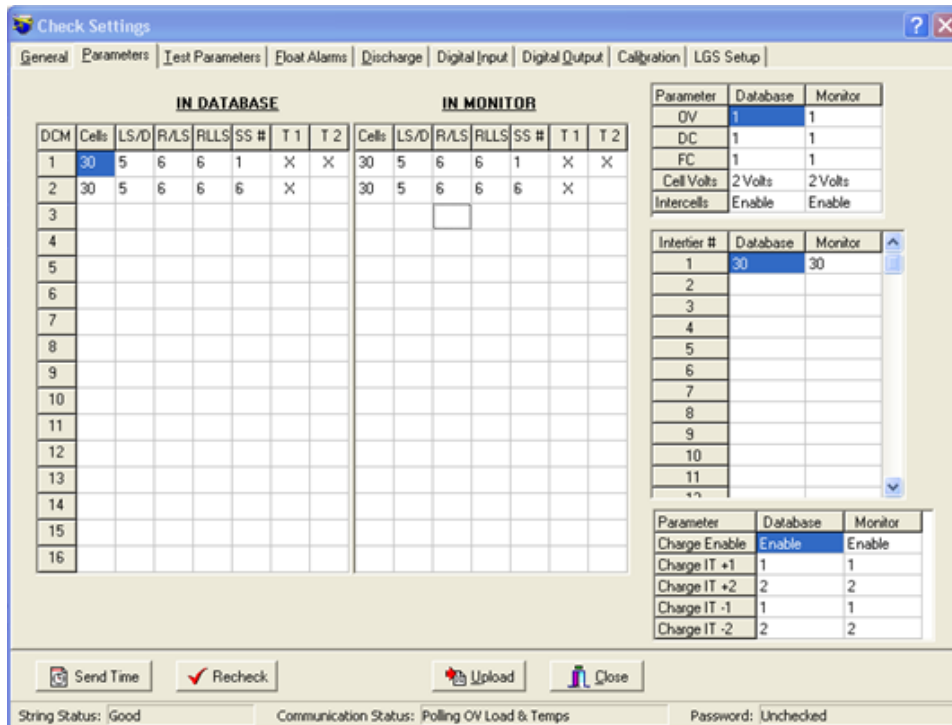 Check Settings
General Parameters Test Parameters Float Alarms Discharge Digital Input Digital Output Calibration LGS Setup
IN DATABASE IN MONITOR
DCM Cells LS/D R/LS RLLS SS # T 1 T 2 Cells LS/D R/LS RLLS SS # T 1 T 2
1 30 5 6 6 1 X X 30 5 6 6 1 X X
2 30 5 6 6 6 X 30 5 6 6 6 X
3
4
5
6
7
8
9
10
11
12
13
14
15
16
Parameter Database Monitor
OV 1 1
DC 1 1
FC 1 1
Cell Volts 2 Volts 2 Volts
Intercells Enable Enable
Intertier # Database Monitor
1 30 30
2
3
4
5
6
7
8
9
10
11
12
Parameter Database Monitor
Charge Enable Enable Enable
Charge IT +1 1 1
Charge IT +2 2 2
Charge IT -1 1 1
Charge IT -2 2 2
Send Time Recheck Upload Close
String Status: Good Communication Status: Polling OV Load & Temps Password: Unchecked